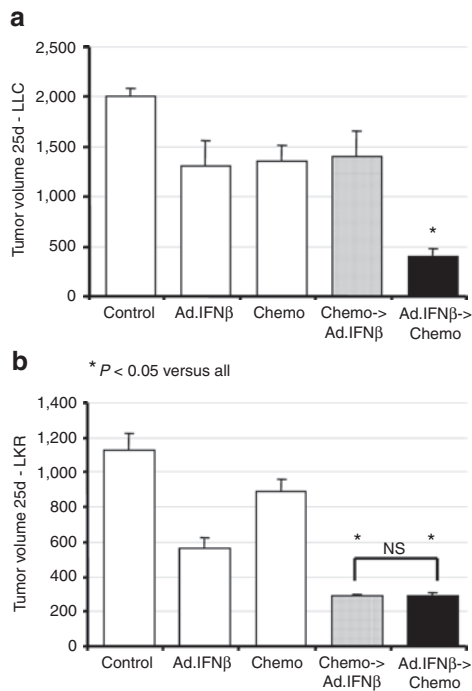 a
Tumor volume 25d - LLC
2,500
2,000
1,500
1,000
500
0
Control
Ad.IFNβ
Chemo
Chemo->
Ad.IFNβ
Ad.IFNβ->
Chemo
*
* P < 0.05 versus all
b
Tumor volume 25d - LKR
1,400
1,200
1,000
800
600
400
200
0
Control
Ad.IFNβ
Chemo
Chemo->
Ad.IFNβ
Ad.IFNβ->
Chemo
*
NS
*